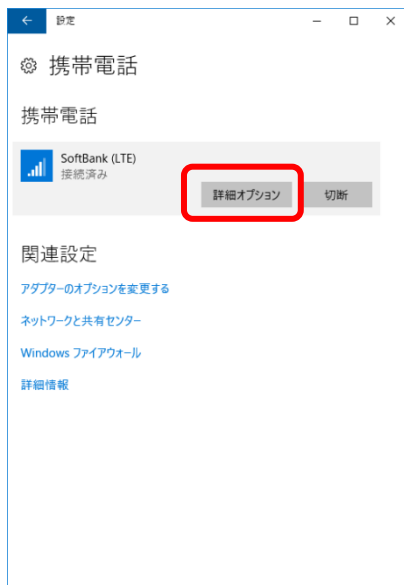 設定
携帯電話
携帯電話
SoftBank (LTE)
接続済み
詳細オプション 切断
関連設定
アダプターのオプションを変更する
ネットワークと共有センター
Windows ファイアウォール
詳細情報